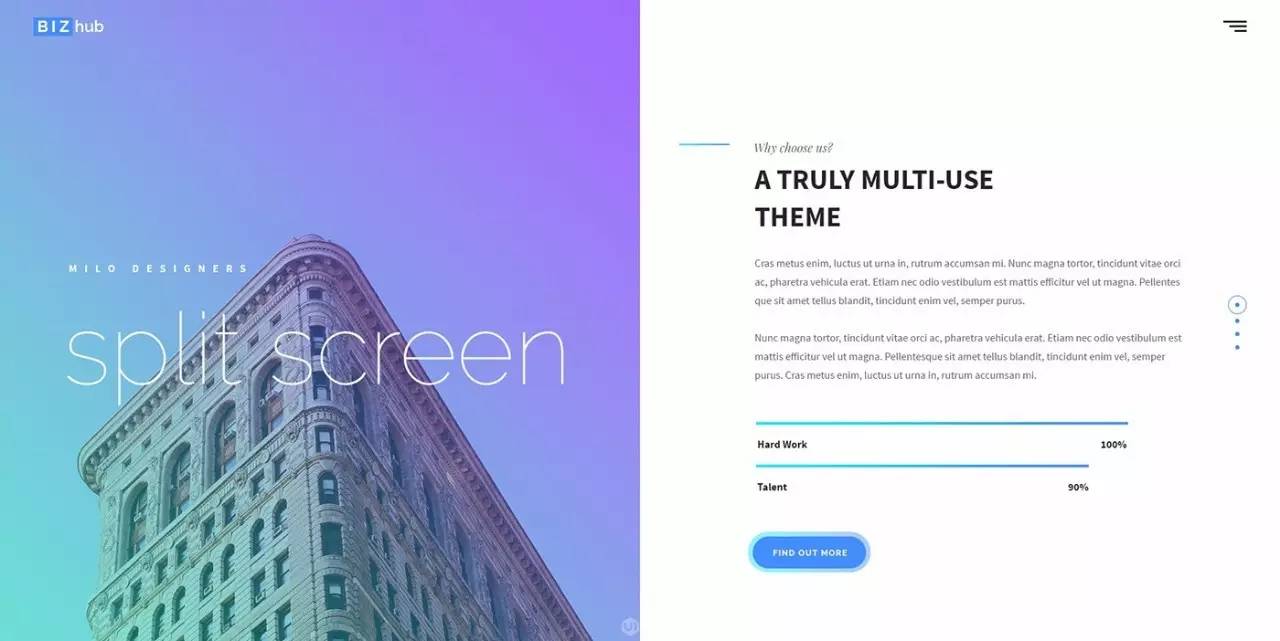 BIZ hub
MILO DESIGNERS
split screen
Why choose us?
A TRULY MULTI-USE
THEME
Cras metus enim, luctus ut urna in, rutrum accumsan mi. Nunc magna tortor, tincidunt vitae orci
ac, pharetra vehicula erat. Etiam nec odio vestibulum est mattis efficitur vel ut magna. Pellentes
que sit amet tellus blandit, tincidunt enim vel, semper purus.
Nunc magna tortor, tincidunt vitae orci ac, pharetra vehicula erat. Etiam nec odio vestibulum est
mattis efficitur vel ut magna. Pellentesque sit amet tellus blandit, tincidunt enim vel, semper
purus. Cras metus enim, luctus ut urna in, rutrum accumsan mi.
Hard Work 100%
Talent 90%
FIND OUT MORE